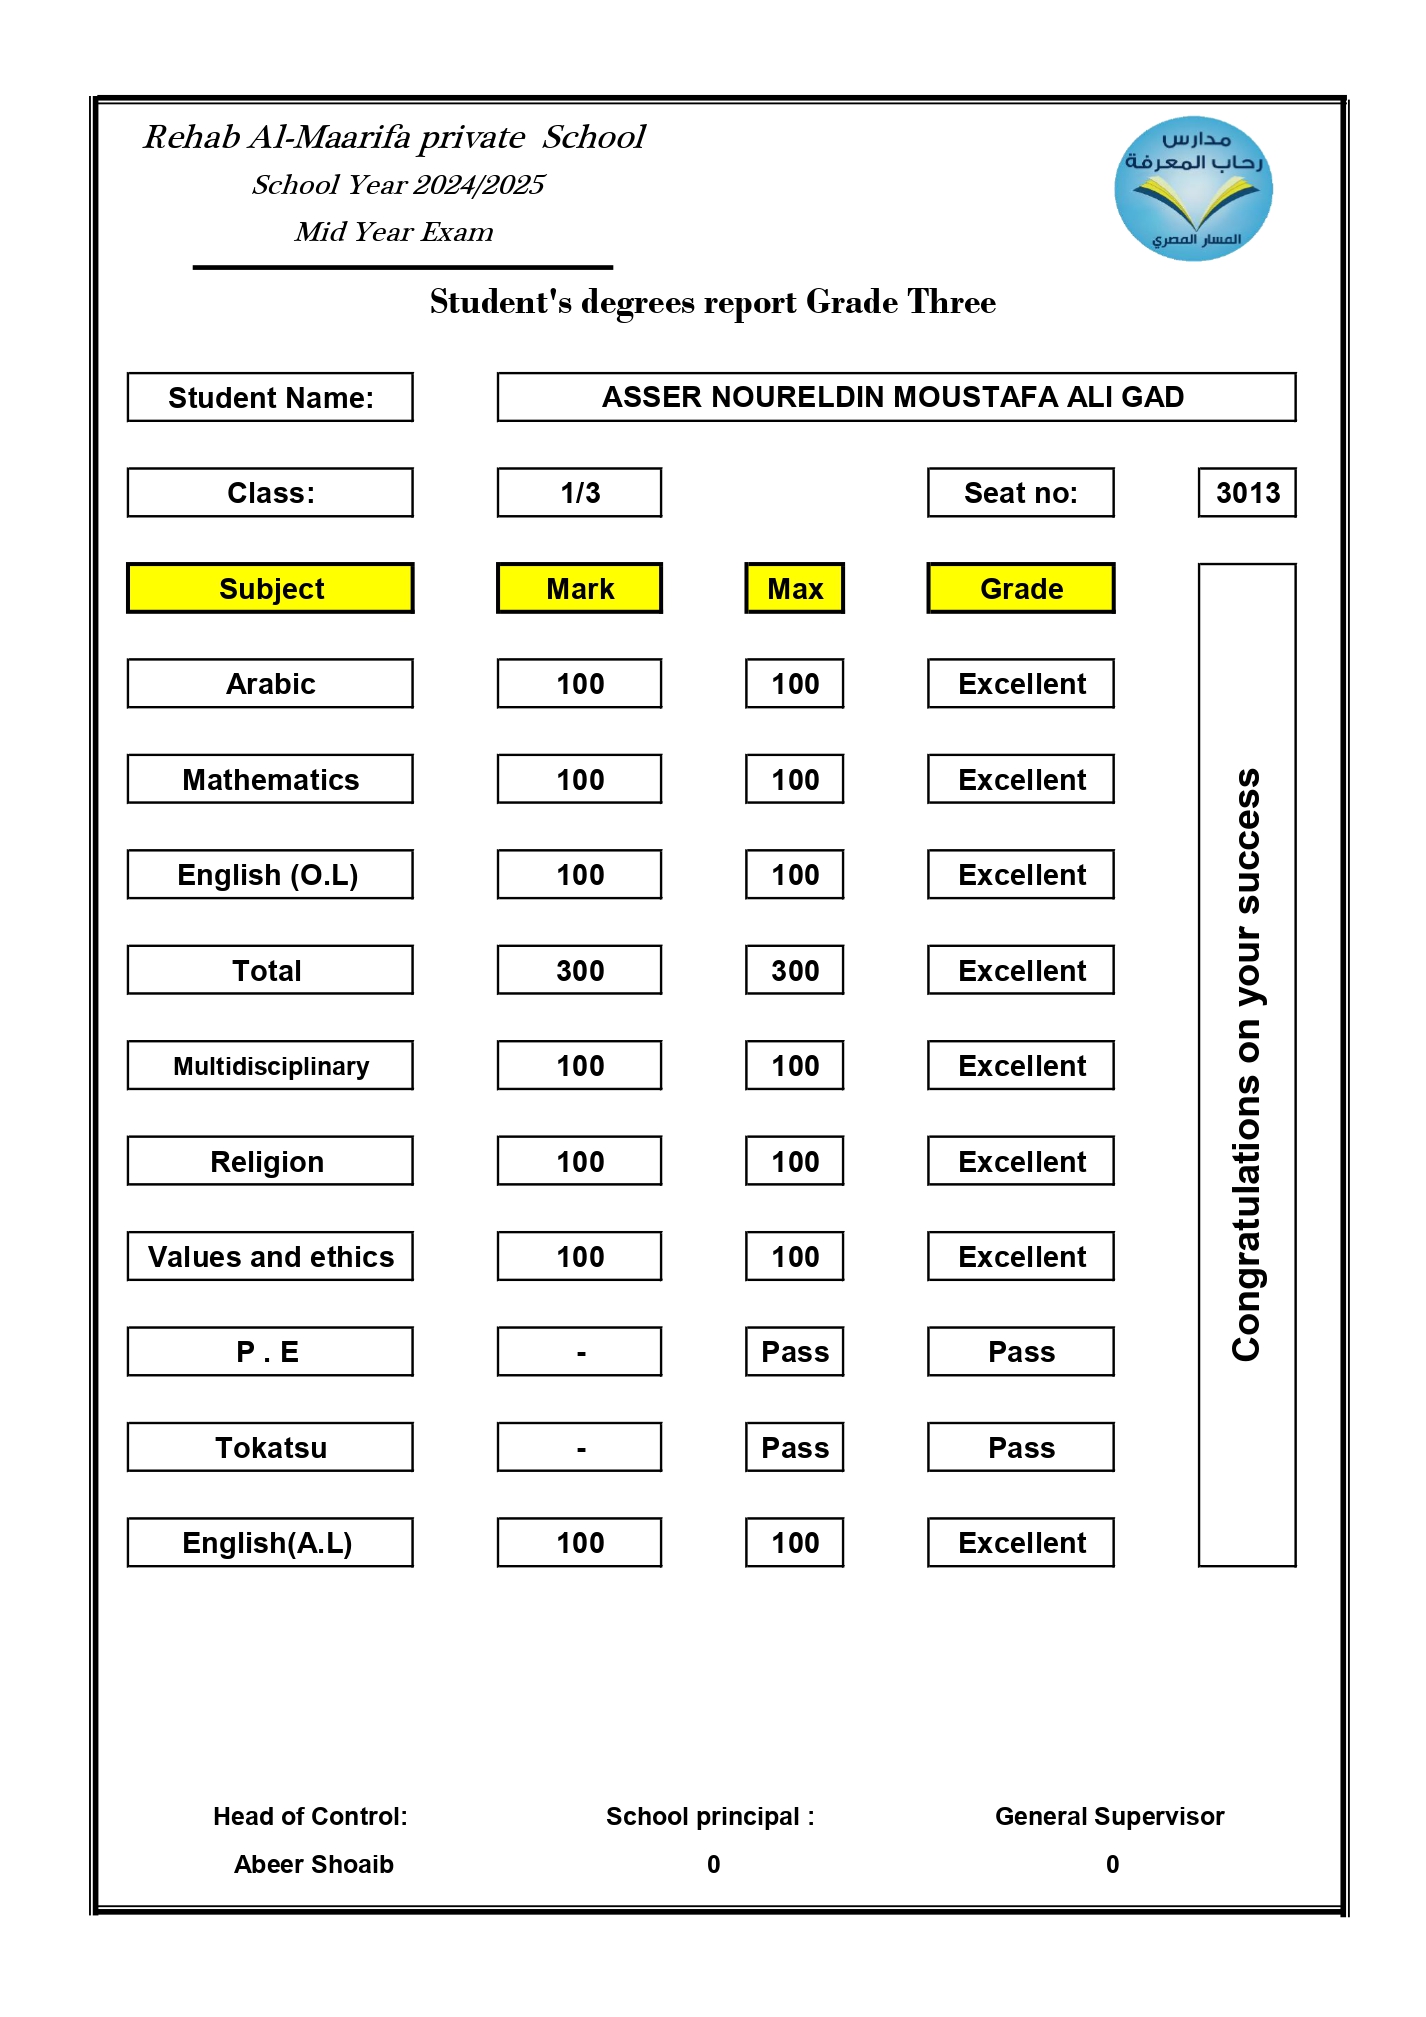 Rehab Al-Maarifa private School
School Year 2024/2025
Mid Year Exam
مدارس
رحاب المعرفة
المسار المصري
Student's degrees report Grade Three
Student Name: ASSER NOURELDIN MOUSTAFA ALI GAD
Class: 1/3 Seat no: 3013
Subject Mark Max Grade
Arabic 100 100 Excellent
Mathematics 100 100 Excellent
English (O.L) 100 100 Excellent
Total 300 300 Excellent
Multidisciplinary 100 100 Excellent
Religion 100 100 Excellent
Values and ethics 100 100 Excellent
P . E - Pass Pass
Tokatsu - Pass Pass
English(A.L) 100 100 Excellent
Congratulations on your success
Head of Control: School principal : General Supervisor
Abeer Shoaib 0 0